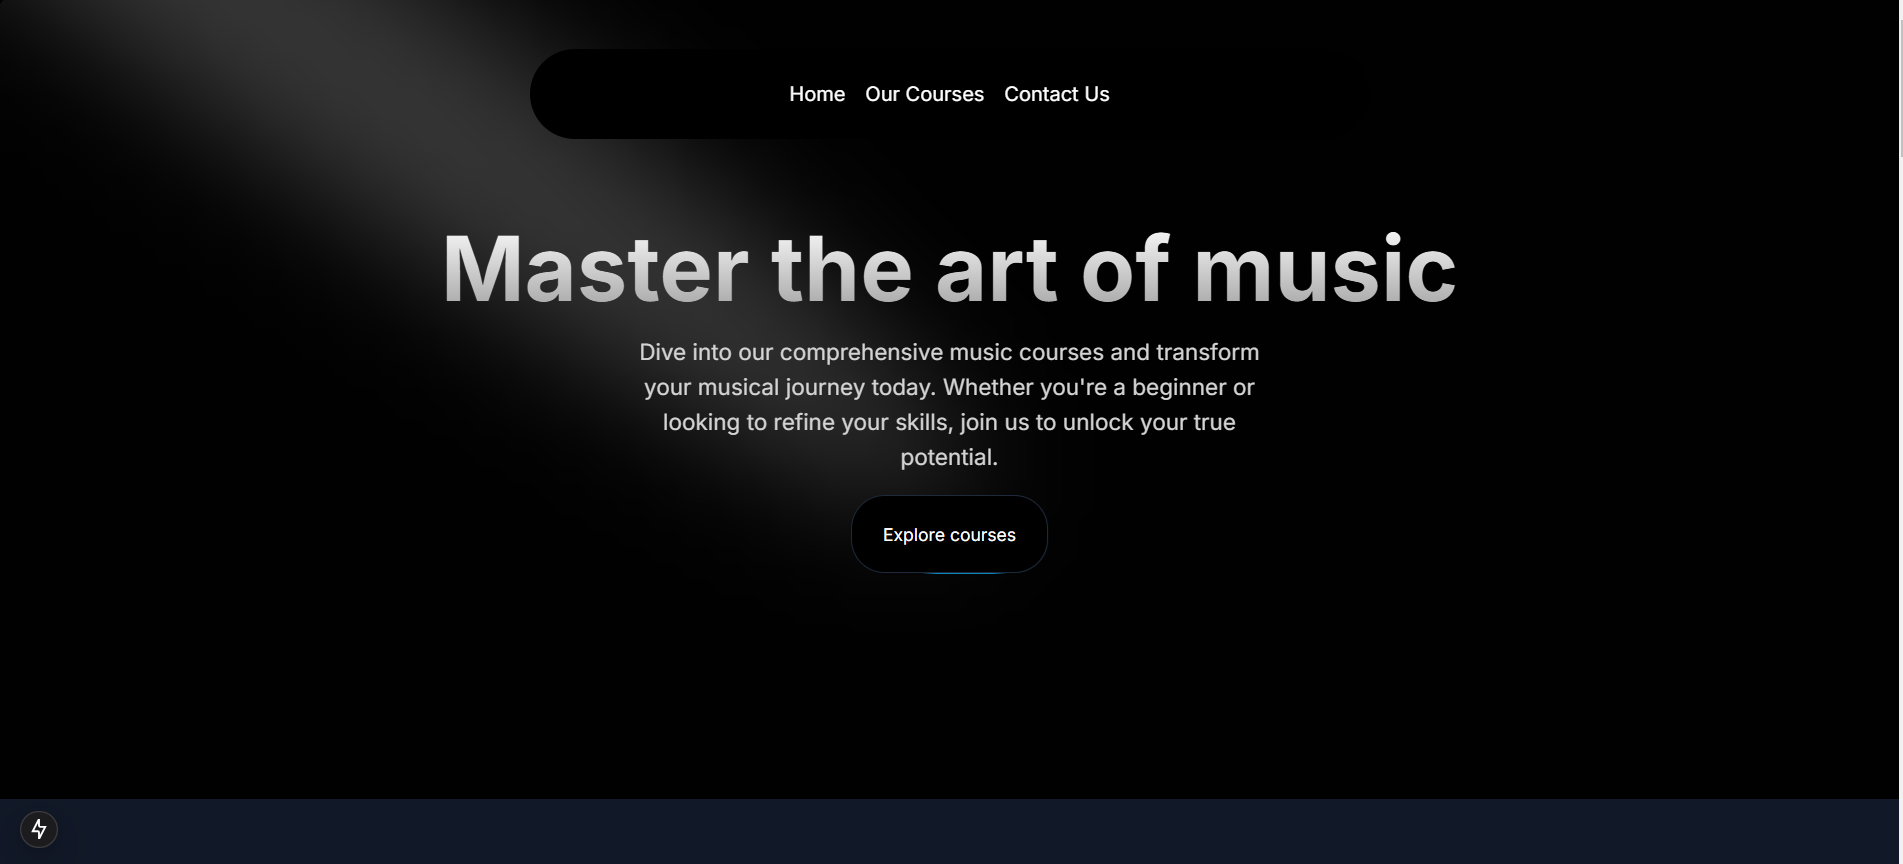 Home Our Courses Contact Us
Master the art of music
Dive into our comprehensive music courses and transform
your musical journey today. Whether you're a beginner or
looking to refine your skills, join us to unlock your true
potential.
Explore courses